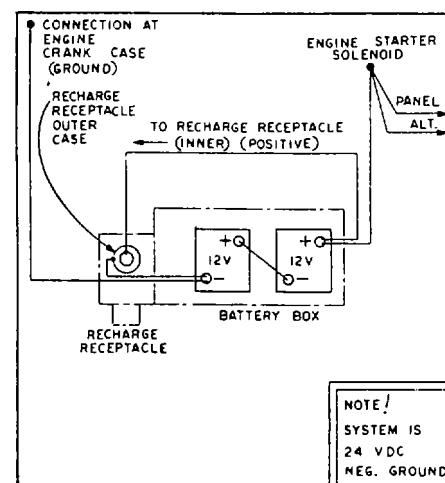 CONNECTION AT
ENGINE
CRANK CASE
(GROUND)
RECHARGE
RECEPTACLE
OUTER
CASE
ENGINE STARTER
SOLENOID
PANEL
ALT.
TO RECHARGE RECEPTACLE
(INNER) (POSITIVE)
+
12V
−
+
12V
−
BATTERY BOX
RECHARGE
RECEPTACLE
NOTE!
SYSTEM IS
24 VDC
NEG. GROUND